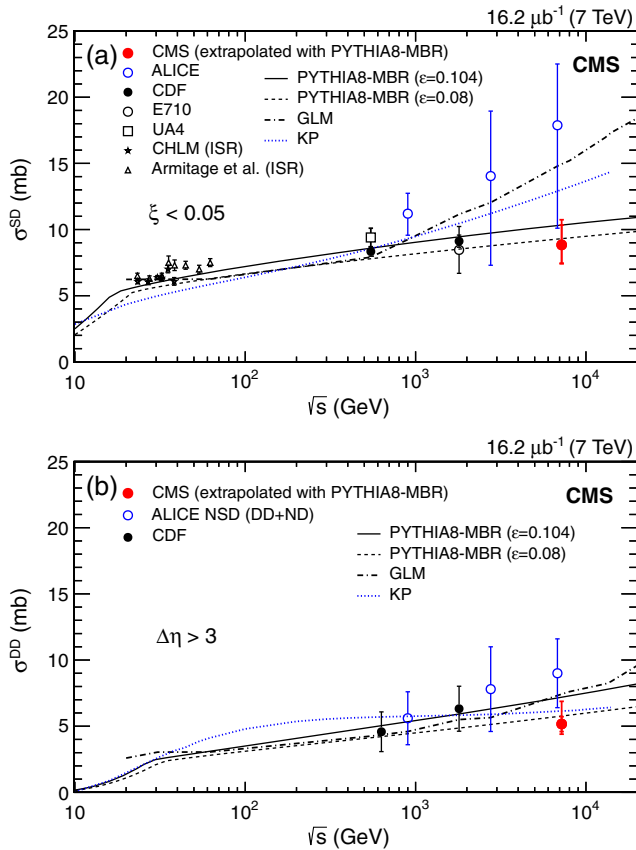 16.2 μb⁻¹ (7 TeV)
(a)
CMS
CMS (extrapolated with PYTHIA8-MBR)
ALICE
CDF
E710
UA4
CHLM (ISR)
Armitage et al. (ISR)
PYTHIA8-MBR (ε=0.104)
PYTHIA8-MBR (ε=0.08)
GLM
KP
ξ < 0.05
σ^SD (mb)
25
20
15
10
5
0
10
10²
10³
10⁴
√s (GeV)
16.2 μb⁻¹ (7 TeV)
(b)
CMS
CMS (extrapolated with PYTHIA8-MBR)
ALICE NSD (DD+ND)
CDF
PYTHIA8-MBR (ε=0.104)
PYTHIA8-MBR (ε=0.08)
GLM
KP
Δη > 3
σ^DD (mb)
25
20
15
10
5
0
10
10²
10³
10⁴
√s (GeV)